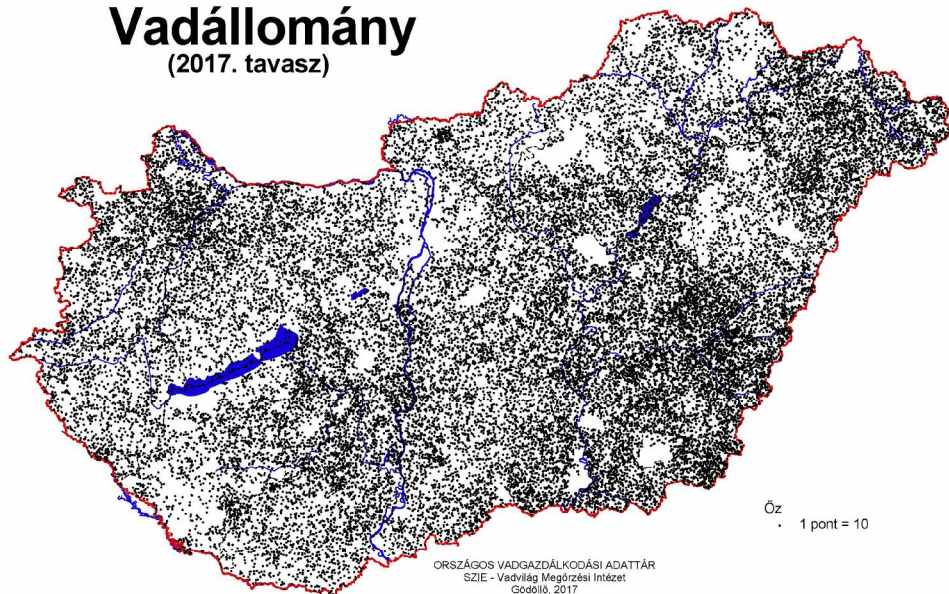 Vadállomány
(2017. tavasz)
Őz
1 pont = 10
ORSZÁGOS VADGAZDÁLKODÁSI ADATTÁR
SZIE - Vadvilág Megőrzési Intézet
Gödöllő, 2017